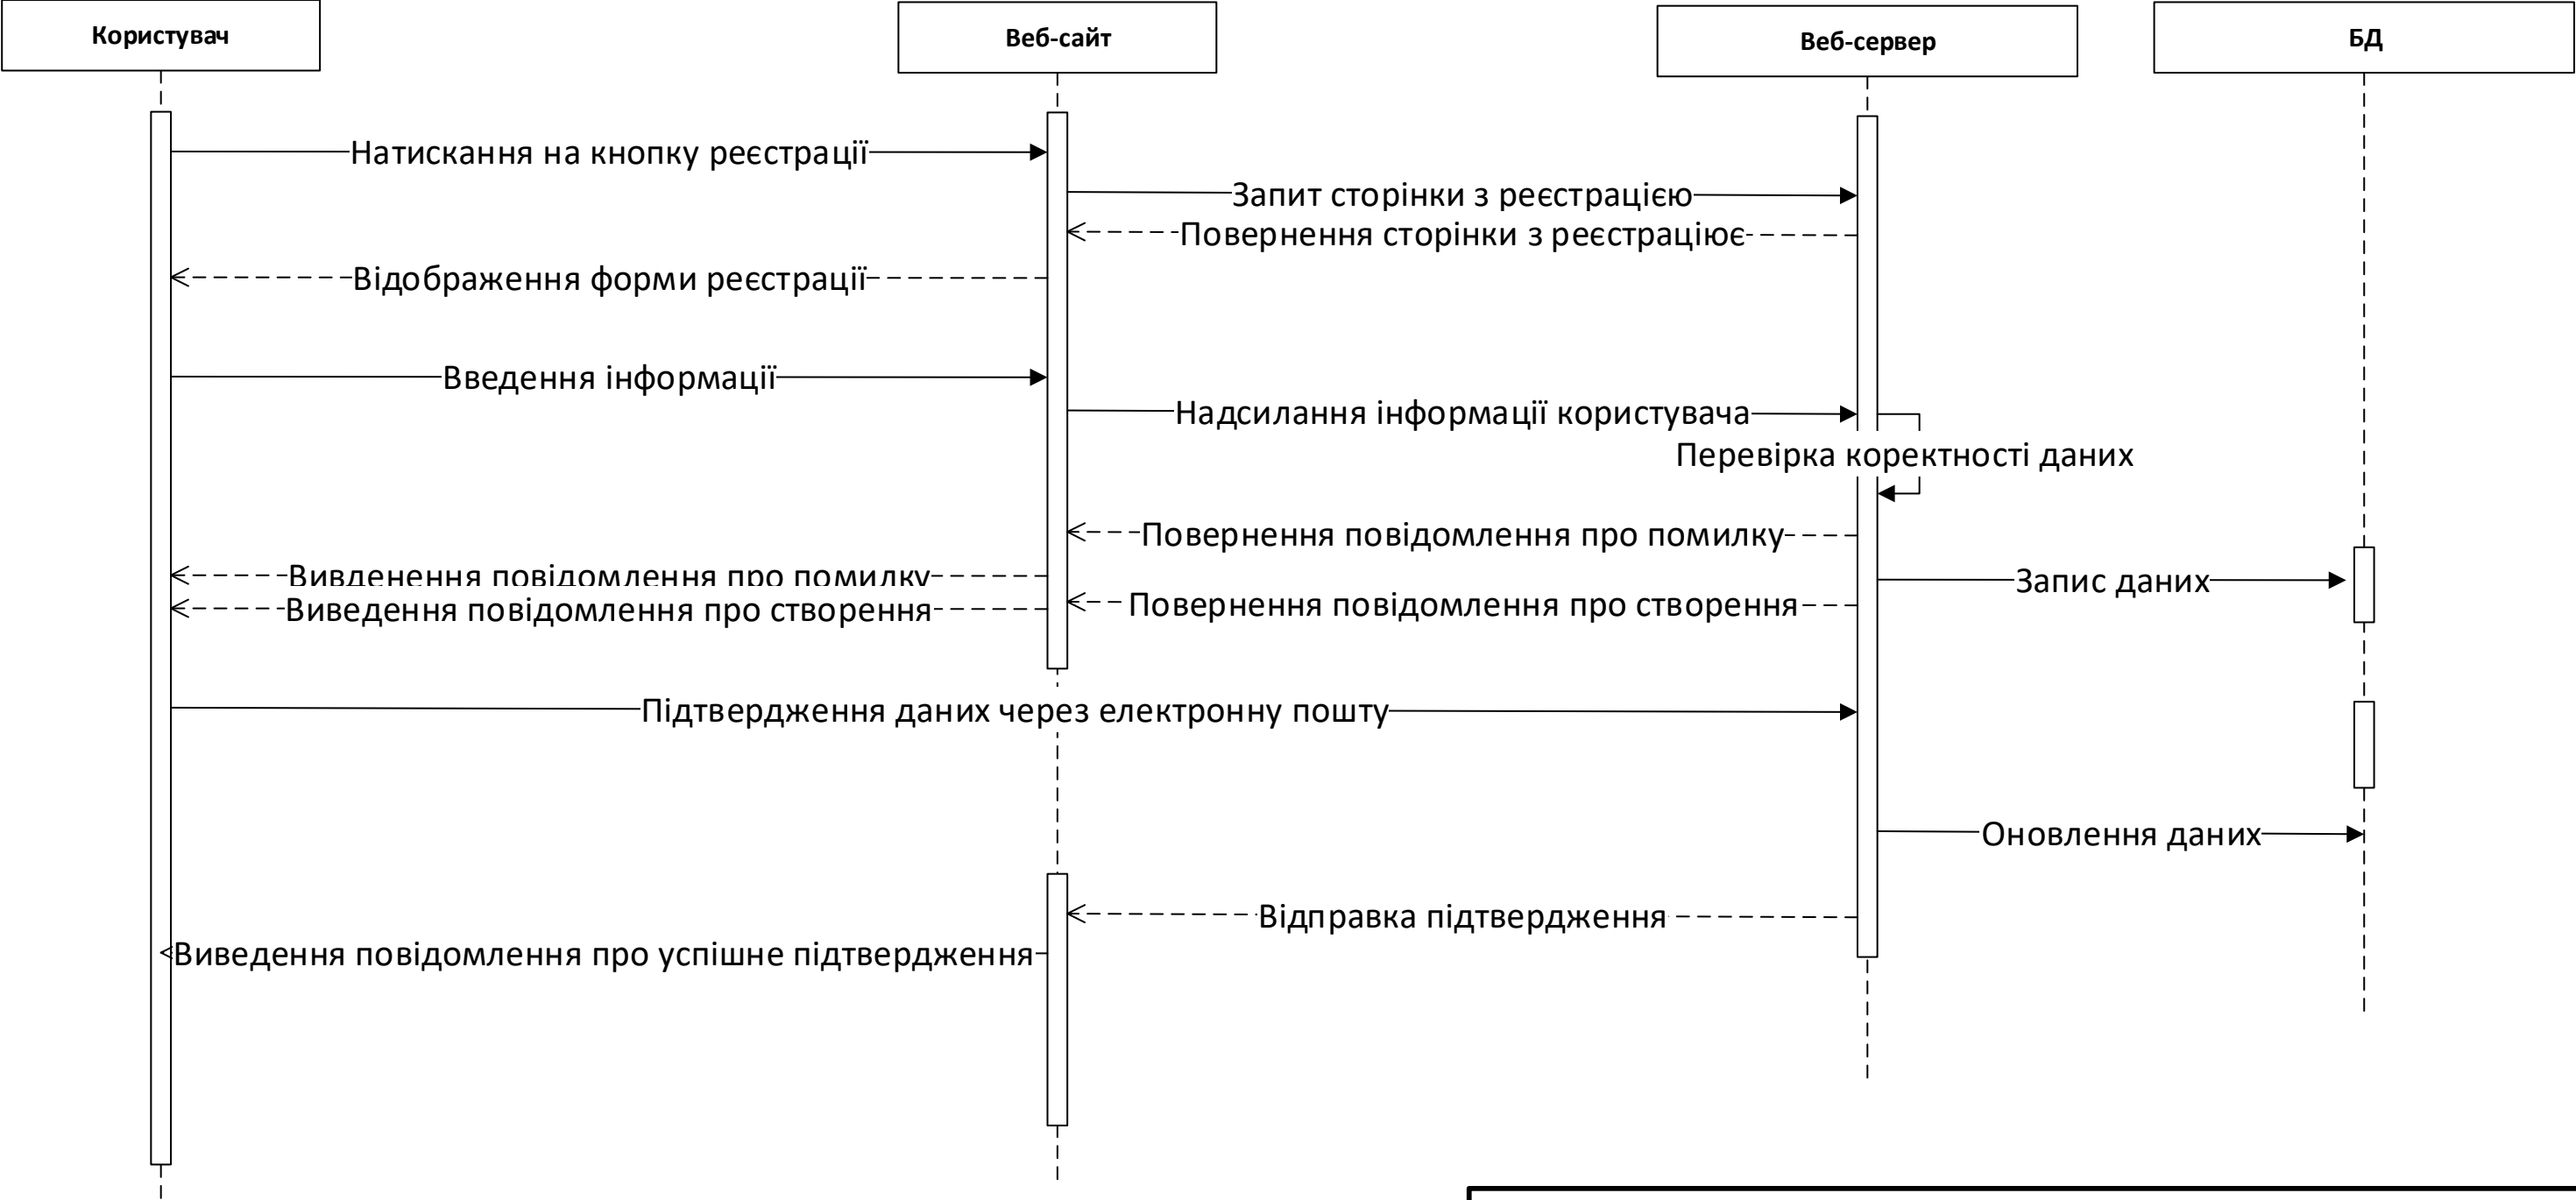 Користувач
Веб-сайт
Веб-сервер
БД
Натискання на кнопку реєстрації
Запит сторінки з реєстрацією
Повернення сторінки з реєстраціює
Відображення форми реєстрації
Введення інформації
Надсилання інформації користувача
Перевірка коректності даних
Повернення повідомлення про помилку
Вивденення повідомлення про помилку
Запис даних
Повернення повідомлення про створення
Виведення повідомлення про створення
Підтвердження даних через електронну пошту
Оновлення даних
Відправка підтвердження
Виведення повідомлення про успішне підтвердження